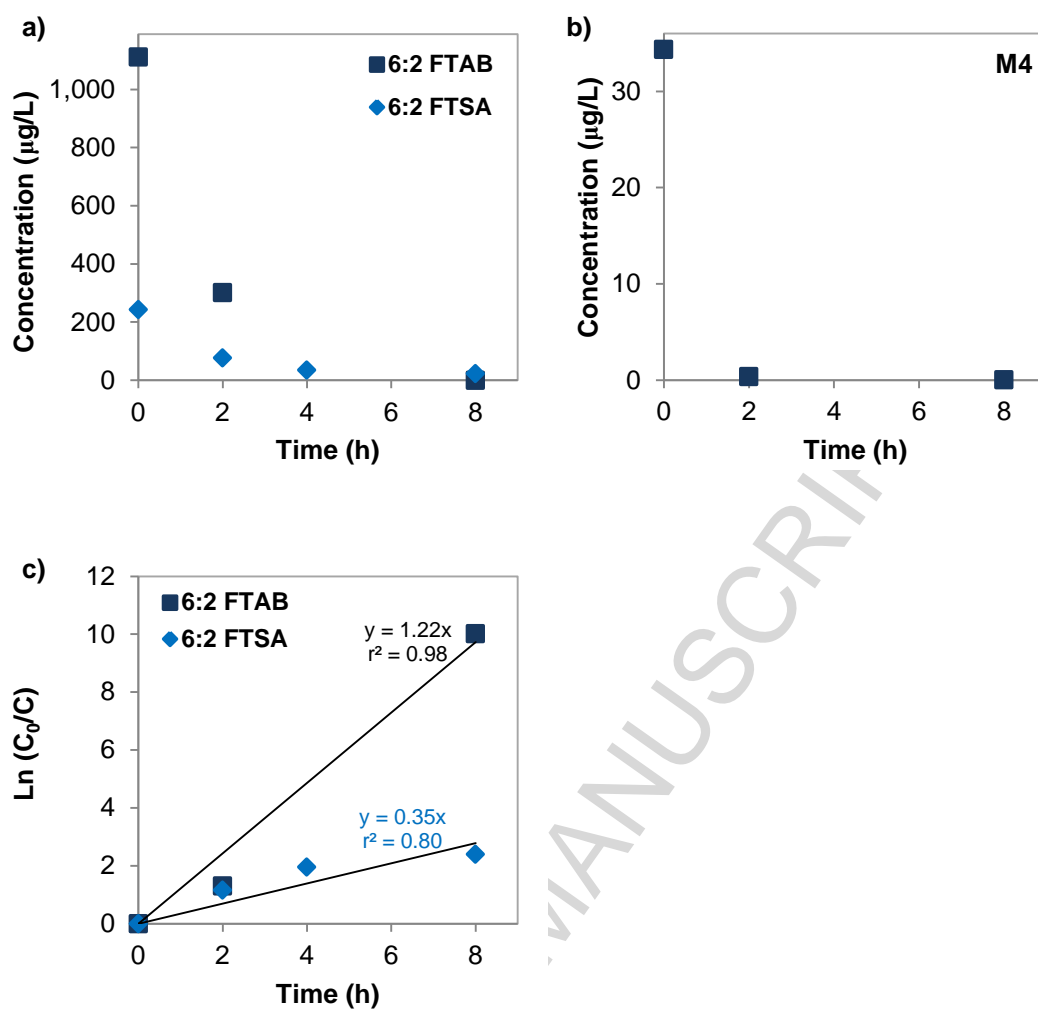 a)
6:2 FTAB
6:2 FTSA
Concentration (µg/L)
1,000
800
600
400
200
0
0 2 4 6 8
Time (h)
b)
M4
Concentration (µg/L)
30
20
10
0
0 2 4 6 8
Time (h)
c)
6:2 FTAB
6:2 FTSA
Ln (C₀/C)
12
10
8
6
4
2
0
y = 1.22x
r² = 0.98
y = 0.35x
r² = 0.80
0 2 4 6 8
Time (h)
MANUSCRIP